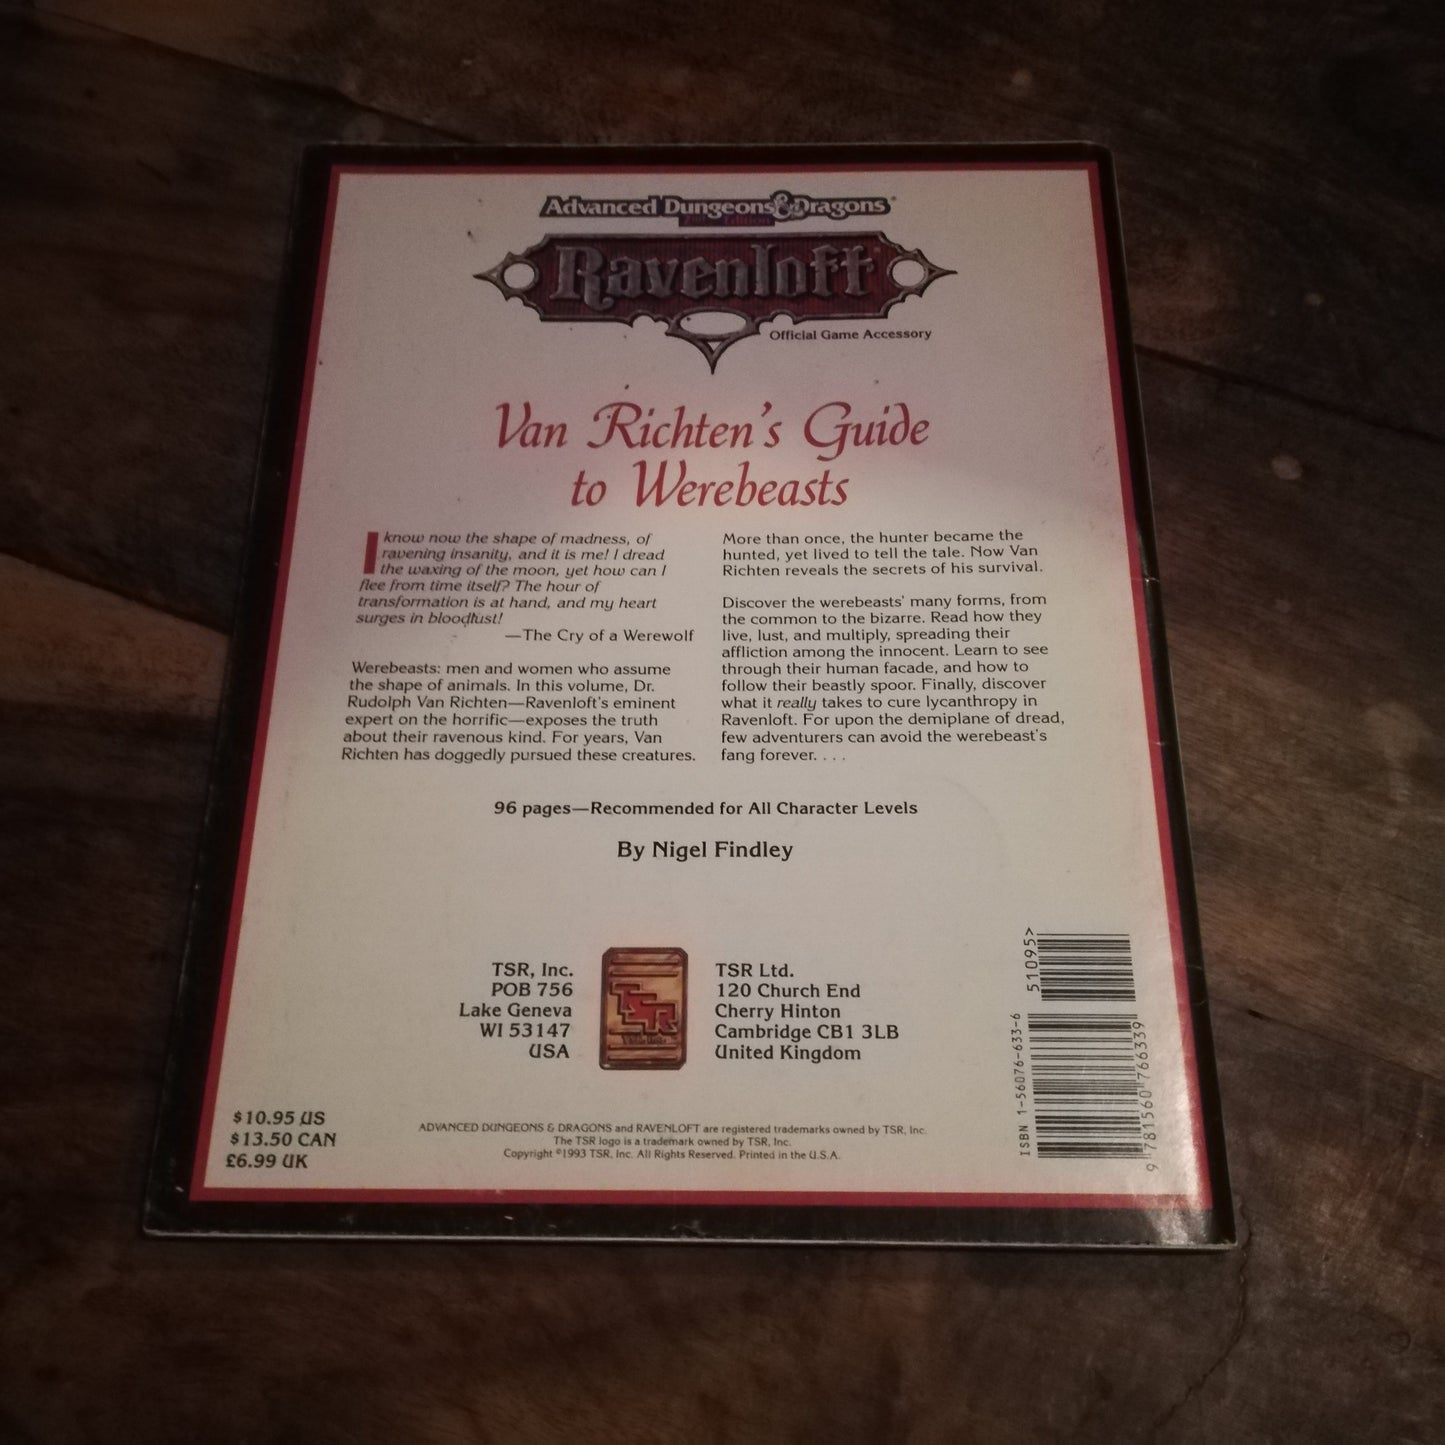 Advanced Dungeons & Dragons®
2nd Edition
Ravenloft®
Official Game Accessory
Van Richten's Guide
to Werebeasts
I know now the shape of madness, of
ravening insanity, and it is me! I dread
the waxing of the moon, yet how can I
flee from time itself? The hour of
transformation is at hand, and my heart
surges in bloodlust!
—The Cry of a Werewolf
Werebeasts: men and women who assume
the shape of animals. In this volume, Dr.
Rudolph Van Richten—Ravenloft's eminent
expert on the horrific—exposes the truth
about their ravenous kind. For years, Van
Richten has doggedly pursued these creatures.
More than once, the hunter became the
hunted, yet lived to tell the tale. Now Van
Richten reveals the secrets of his survival.
Discover the werebeasts' many forms, from
the common to the bizarre. Read how they
live, lust, and multiply, spreading their
affliction among the innocent. Learn to see
through their human facade, and how to
follow their beastly spoor. Finally, discover
what it really takes to cure lycanthropy in
Ravenloft. For upon the demiplane of dread,
few adventurers can avoid the werebeast's
fang forever. . . .
96 pages—Recommended for All Character Levels
By Nigel Findley
TSR, Inc.
POB 756
Lake Geneva
WI 53147
USA
TSR
TSR Ltd.
120 Church End
Cherry Hinton
Cambridge CB1 3LB
United Kingdom
$10.95 US
$13.50 CAN
£6.99 UK
ADVANCED DUNGEONS & DRAGONS and RAVENLOFT are registered trademarks owned by TSR, Inc.
The TSR logo is a trademark owned by TSR, Inc.
Copyright ©1993 TSR, Inc. All Rights Reserved. Printed in the U.S.A.
51095>
ISBN 1-56076-633-6
9 781560 766339